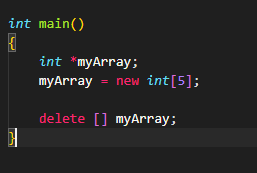 int main()
{
    int *myArray;
    myArray = new int[5];

    delete [] myArray;
}